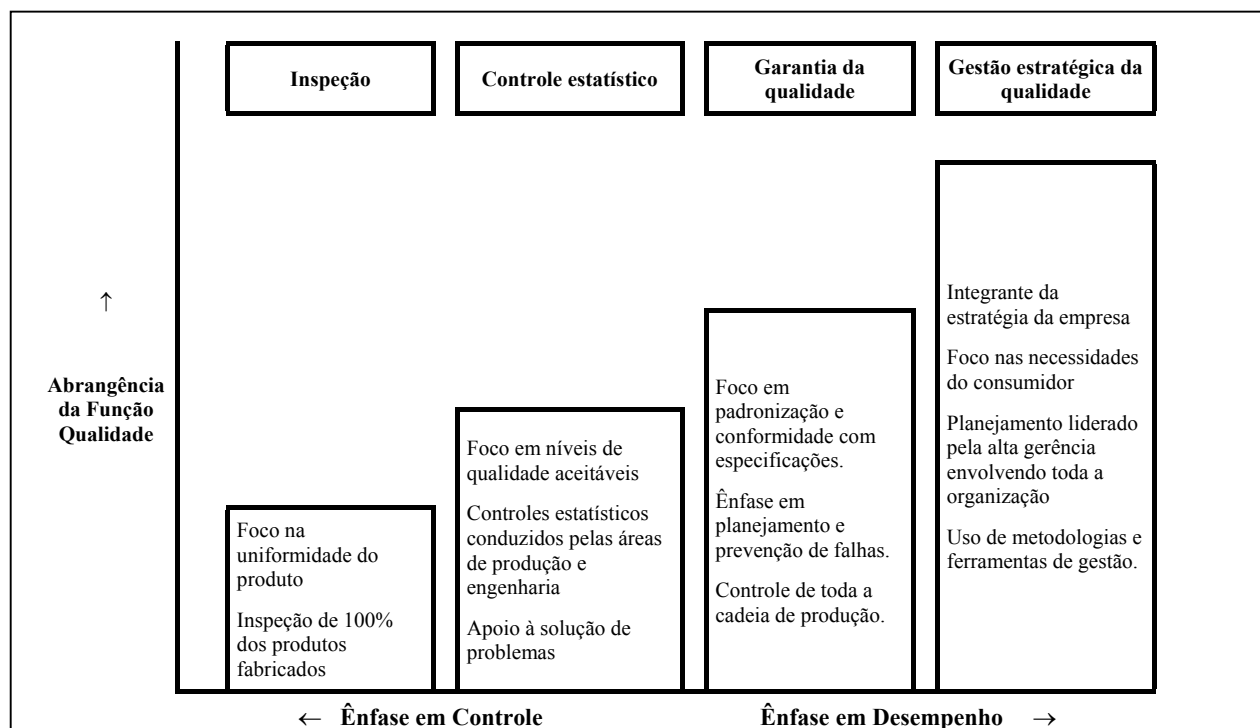 Inspeção
Controle estatístico
Garantia da
qualidade
Gestão estratégica da
qualidade
↑
Abrangência
da Função
Qualidade
Foco na
uniformidade do
produto
Inspeção de 100%
dos produtos
fabricados
Foco em níveis de
qualidade aceitáveis
Controles estatísticos
conduzidos pelas áreas
de produção e
engenharia
Apoio à solução de
problemas
Foco em
padronização e
conformidade com
especificações.
Ênfase em
planejamento e
prevenção de falhas.
Controle de toda a
cadeia de produção.
Integrante da
estratégia da empresa
Foco nas necessidades
do consumidor
Planejamento liderado
pela alta gerência
envolvendo toda a
organização
Uso de metodologias e
ferramentas de gestão.
← Ênfase em Controle
Ênfase em Desempenho →